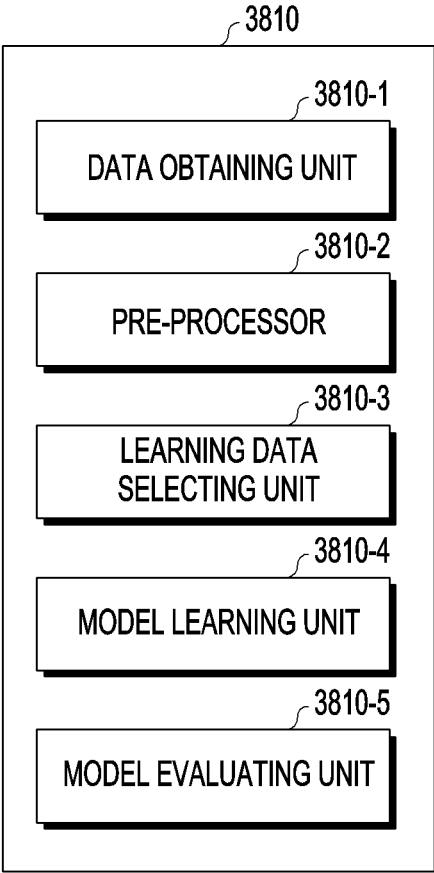 3810
3810-1
DATA OBTAINING UNIT
3810-2
PRE-PROCESSOR
3810-3
LEARNING DATA
SELECTING UNIT
3810-4
MODEL LEARNING UNIT
3810-5
MODEL EVALUATING UNIT